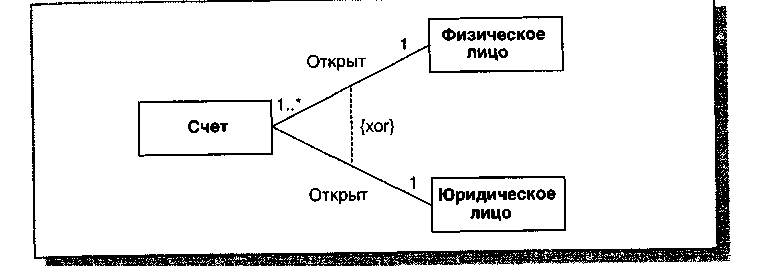 Физическое
лицо
1
Открыт
1..*
Счет
{xor}
Открыт
1
Юридическое
лицо